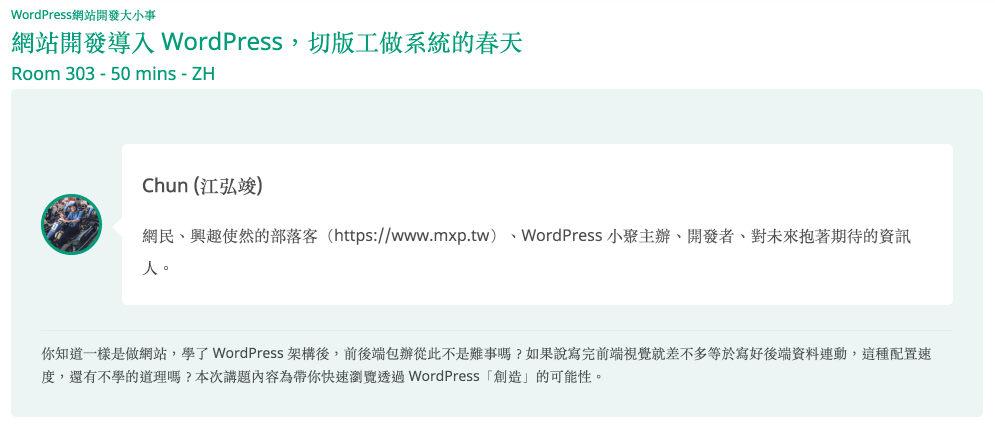 WordPress網站開發大小事
網站開發導入 WordPress，切版工做系統的春天
Room 303 - 50 mins - ZH
Chun (江弘竣)
網民、興趣使然的部落客（https://www.mxp.tw）、WordPress 小聚主辦、開發者、對未來抱著期待的資訊
人。
你知道一樣是做網站，學了 WordPress 架構後，前後端包辦從此不是難事嗎？如果說寫完前端視覺就差不多等於寫好後端資料連動，這種配置速
度，還有不學的道理嗎？本次講題內容為帶你快速瀏覽透過 WordPress「創造」的可能性。